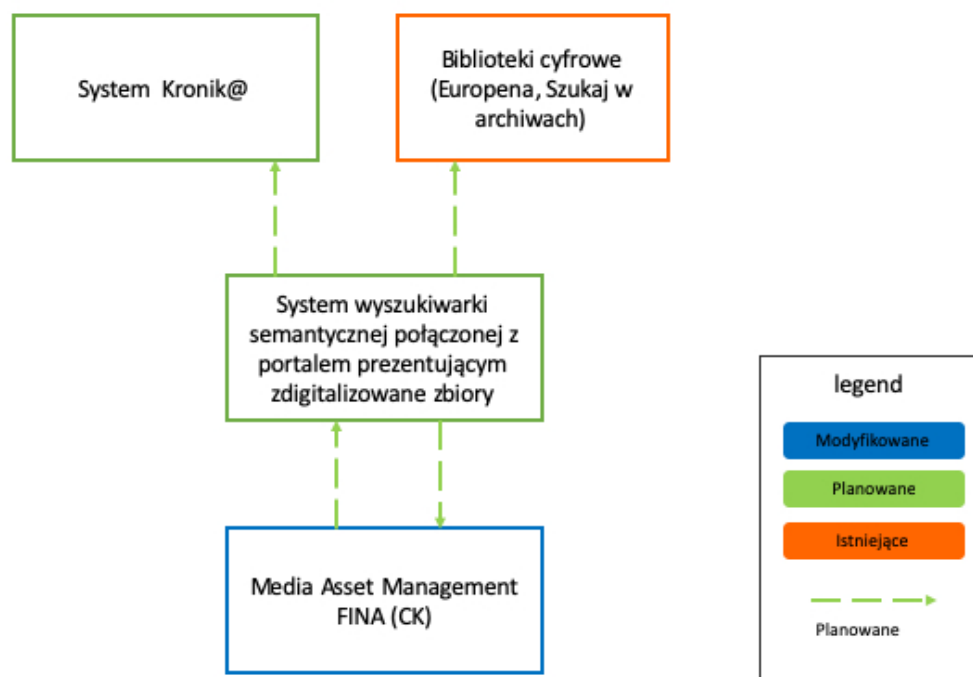 System Kronik@
Biblioteki cyfrowe
(Europena, Szukaj w
archiwach)
System wyszukiwarki
semantycznej połączonej z
portalem prezentującym
zdigitalizowane zbiory
Media Asset Management
FINA (CK)
legend
Modyfikowane
Planowane
Istniejące
Planowane